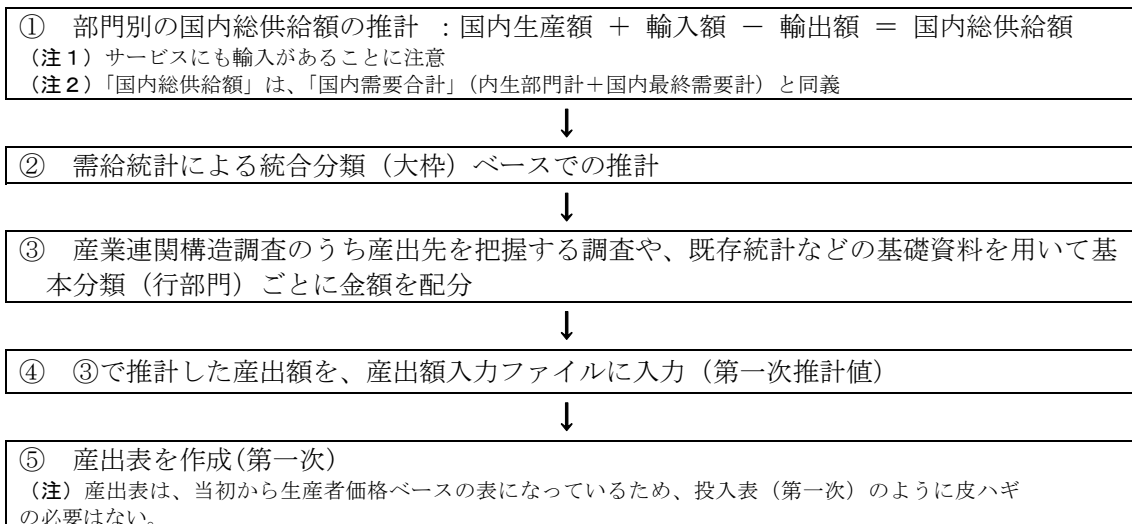 ① 部門別の国内総供給額の推計 :国内生産額 + 輸入額 - 輸出額 = 国内総供給額
(注1)サービスにも輸入があることに注意
(注2)「国内総供給額」は、「国内需要合計」(内生部門計+国内最終需要計)と同義
↓
② 需給統計による統合分類(大枠)ベースでの推計
↓
③ 産業連関構造調査のうち産出先を把握する調査や、既存統計などの基礎資料を用いて基
本分類(行部門)ごとに金額を配分
↓
④ ③で推計した産出額を、産出額入力ファイルに入力(第一次推計値)
↓
⑤ 産出表を作成(第一次)
(注)産出表は、当初から生産者価格ベースの表になっているため、投入表(第一次)のように皮ハギ
の必要はない。